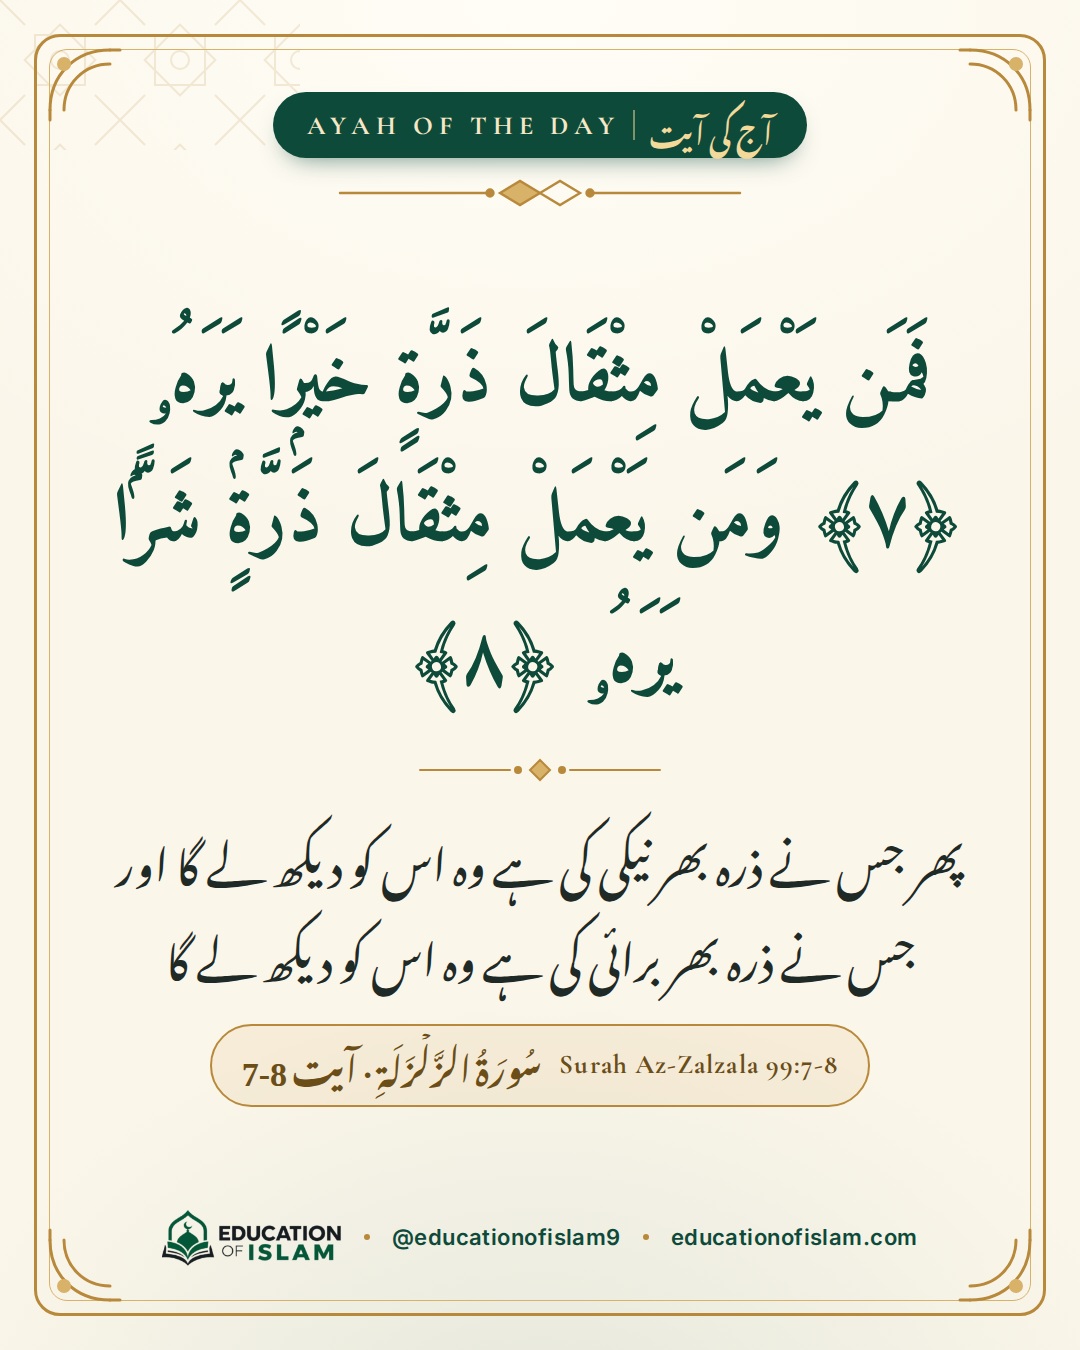 AYAH OF THE DAY | آج کی آیت
فَمَن يَعْمَلْ مِثْقَالَ ذَرَّةٍ خَيْرًا يَرَهُۥ
﴿٧﴾ وَمَن يَعْمَلْ مِثْقَالَ ذَرَّةٍۢ شَرًّۭا
يَرَهُۥ ﴿٨﴾
پھر جس نے ذرہ بھر نیکی کی ہے وہ اس کو دیکھ لے گا اور
جس نے ذرہ بھر برائی کی ہے وہ اس کو دیکھ لے گا
سُورَةُ الزَّلْزَلَةِ · آیت 7-8 Surah Az-Zalzala 99:7-8
EDUCATION OF ISLAM • @educationofislam9 • educationofislam.com